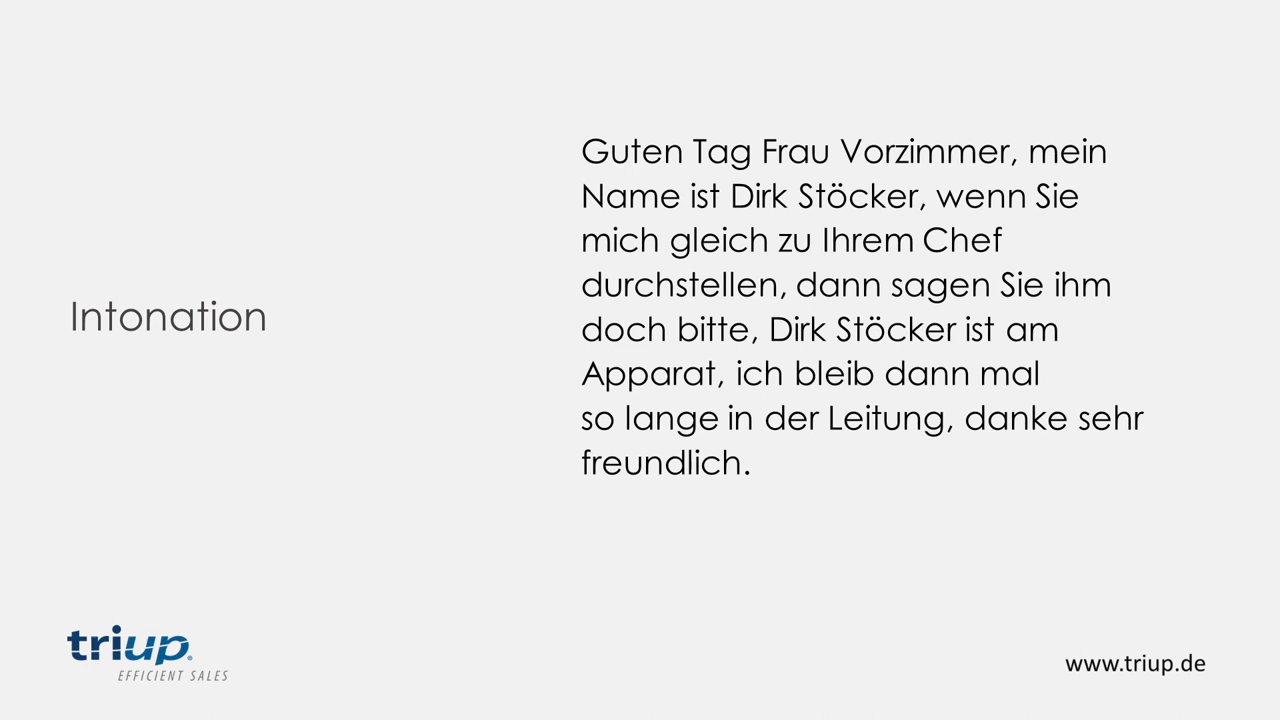 Intonation
Guten Tag Frau Vorzimmer, mein
Name ist Dirk Stöcker, wenn Sie
mich gleich zu Ihrem Chef
durchstellen, dann sagen Sie ihm
doch bitte, Dirk Stöcker ist am
Apparat, ich bleib dann mal
so lange in der Leitung, danke sehr
freundlich.
triup®
EFFICIENT SALES
www.triup.de